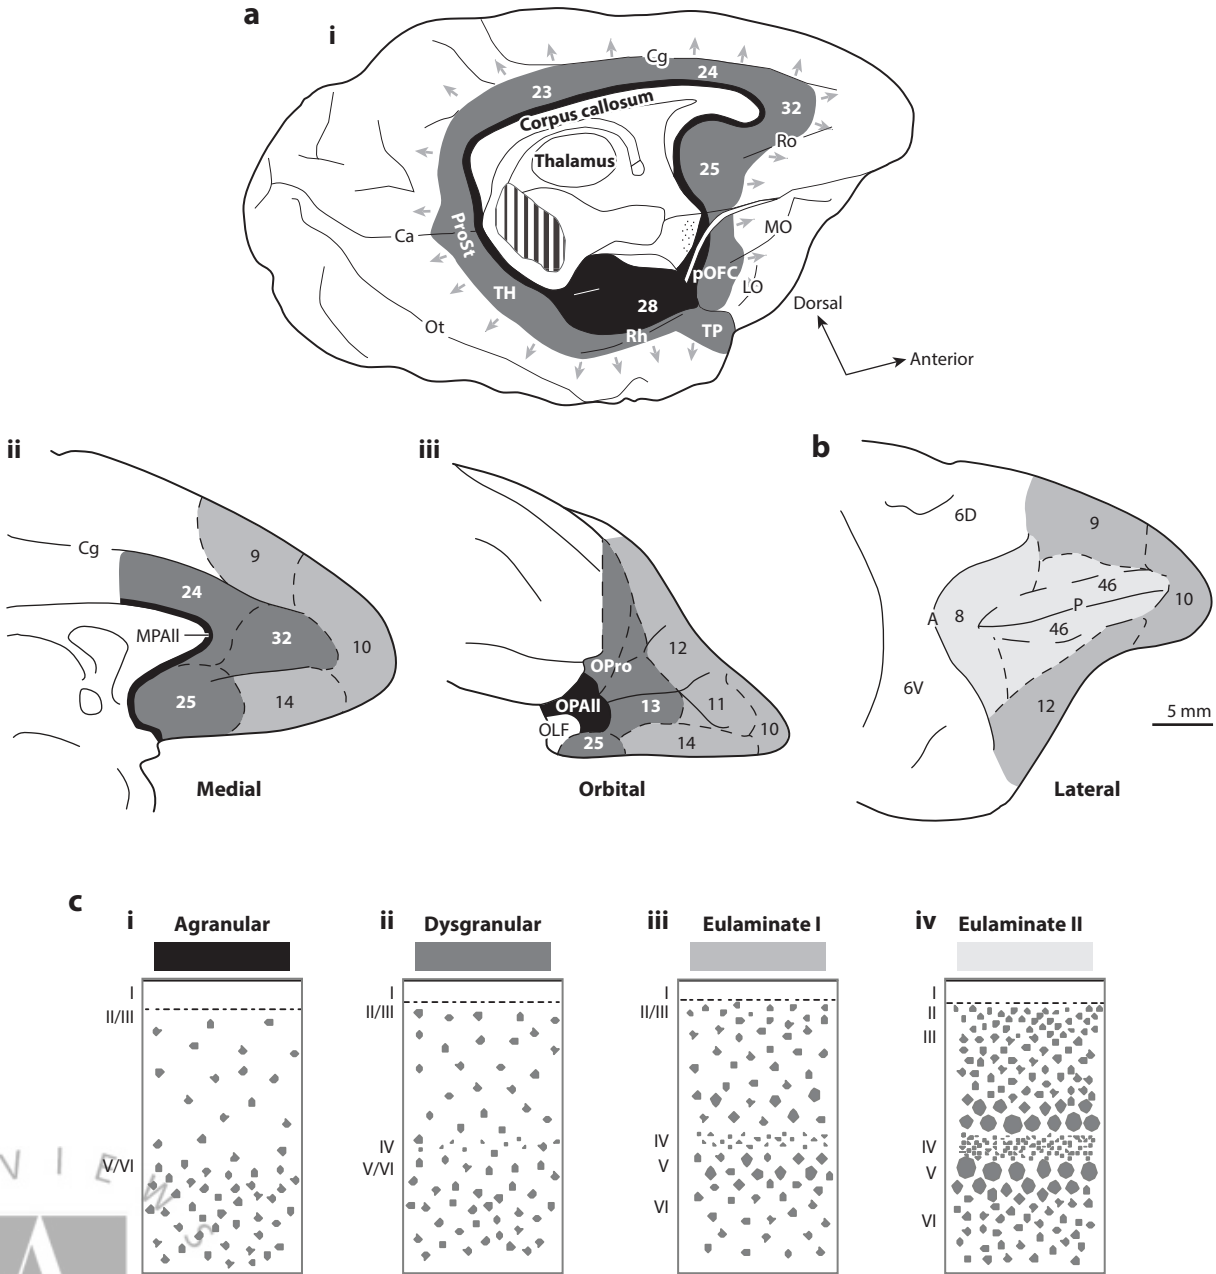 a
i
Cg
24
23
32
Corpus callosum
Ro
Thalamus
25
ProSt
Ca
MO
pOFC
TH
LO
28
Dorsal
Ot
Rh
TP
Anterior
ii
Cg
9
24
MPAll
32
10
25
14
Medial
iii
12
OPro
OPAll
13
11
OLF
10
25
14
Orbital
b
6D
9
46
P
10
A
8
46
6V
12
5 mm
Lateral
c
i
Agranular
I
II/III
V/VI
ii
Dysgranular
II/III
IV
V/VI
iii
Eulaminate I
I
II/III
IV
V
VI
iv
Eulaminate II
I
II
III
IV
V
VI
V I E W S